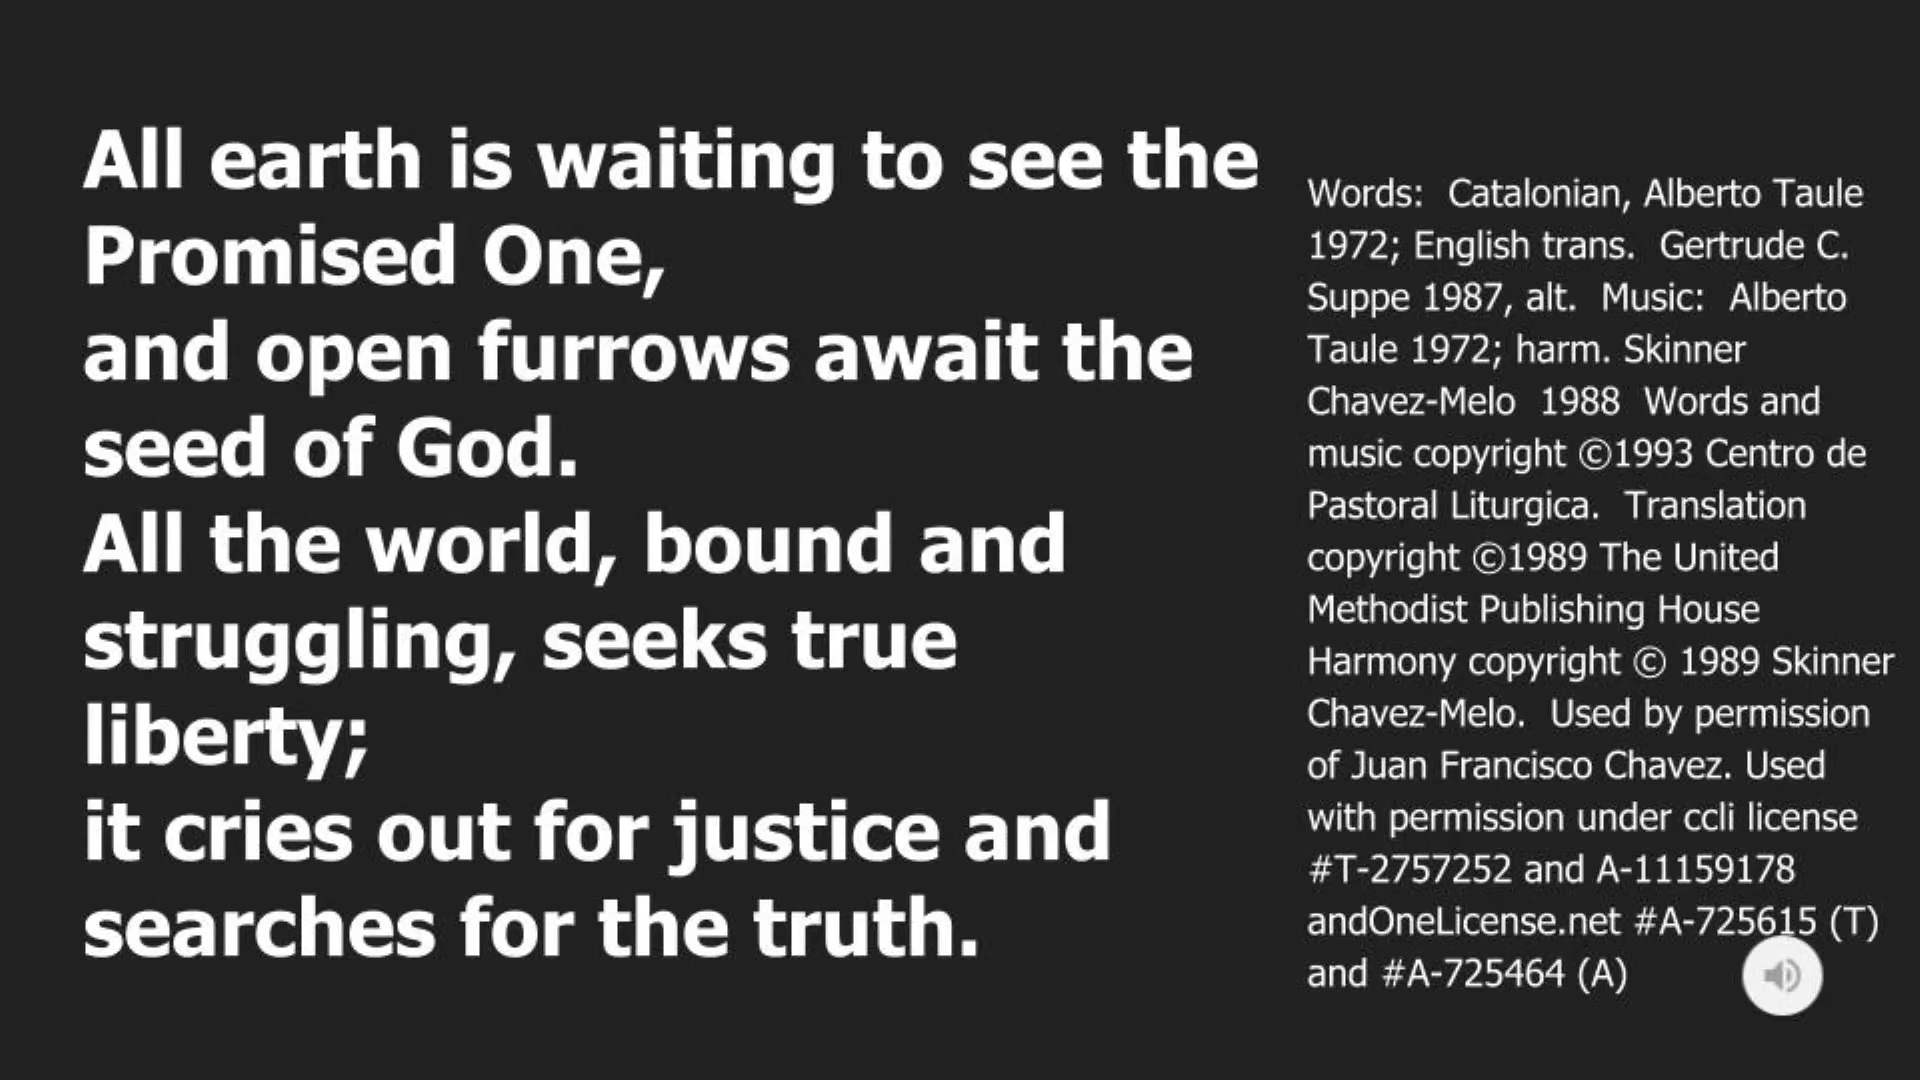 All earth is waiting to see the
Promised One,
and open furrows await the
seed of God.
All the world, bound and
struggling, seeks true
liberty;
it cries out for justice and
searches for the truth.
Words:  Catalonian, Alberto Taule
1972; English trans.  Gertrude C.
Suppe 1987, alt.  Music:  Alberto
Taule 1972; harm. Skinner
Chavez-Melo  1988  Words and
music copyright ©1993 Centro de
Pastoral Liturgica.  Translation
copyright ©1989 The United
Methodist Publishing House
Harmony copyright © 1989 Skinner
Chavez-Melo.  Used by permission
of Juan Francisco Chavez. Used
with permission under ccli license
#T-2757252 and A-11159178
andOneLicense.net #A-725615 (T)
and #A-725464 (A)